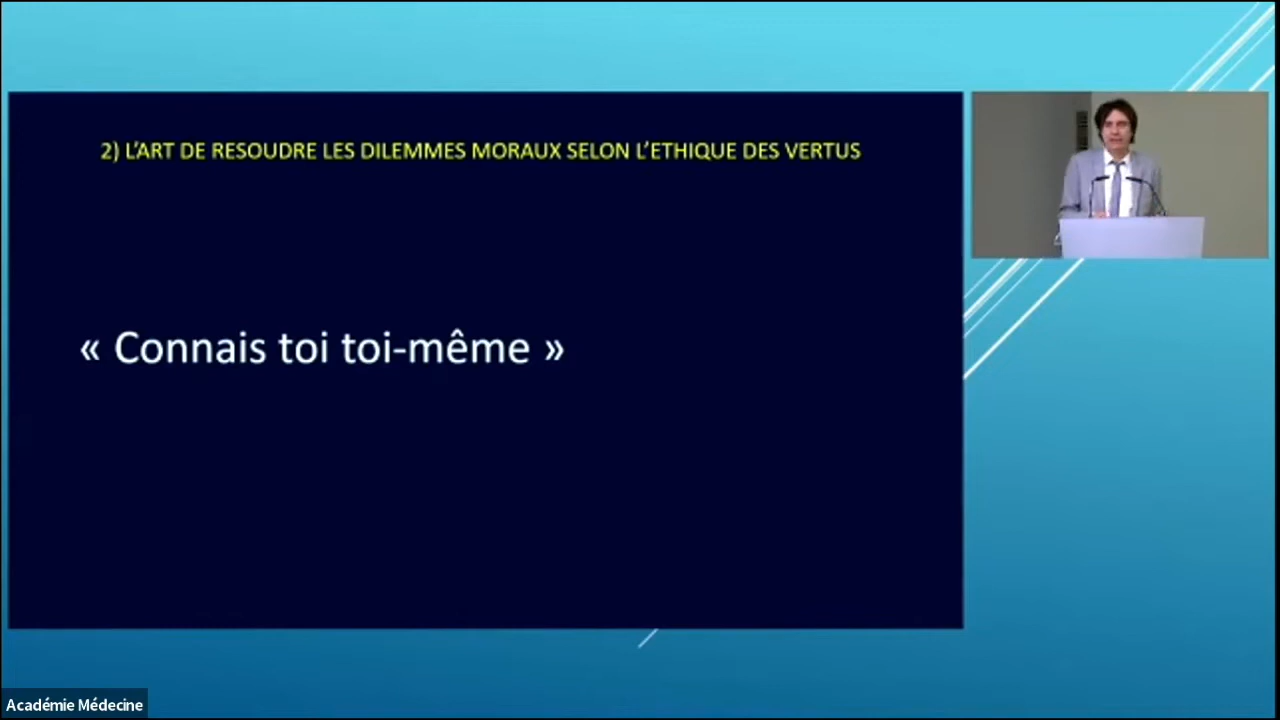 2) L'ART DE RESOUDRE LES DILEMMES MORAUX SELON L'ETHIQUE DES VERTUS
« Connais toi toi-même »
Académie Médecine